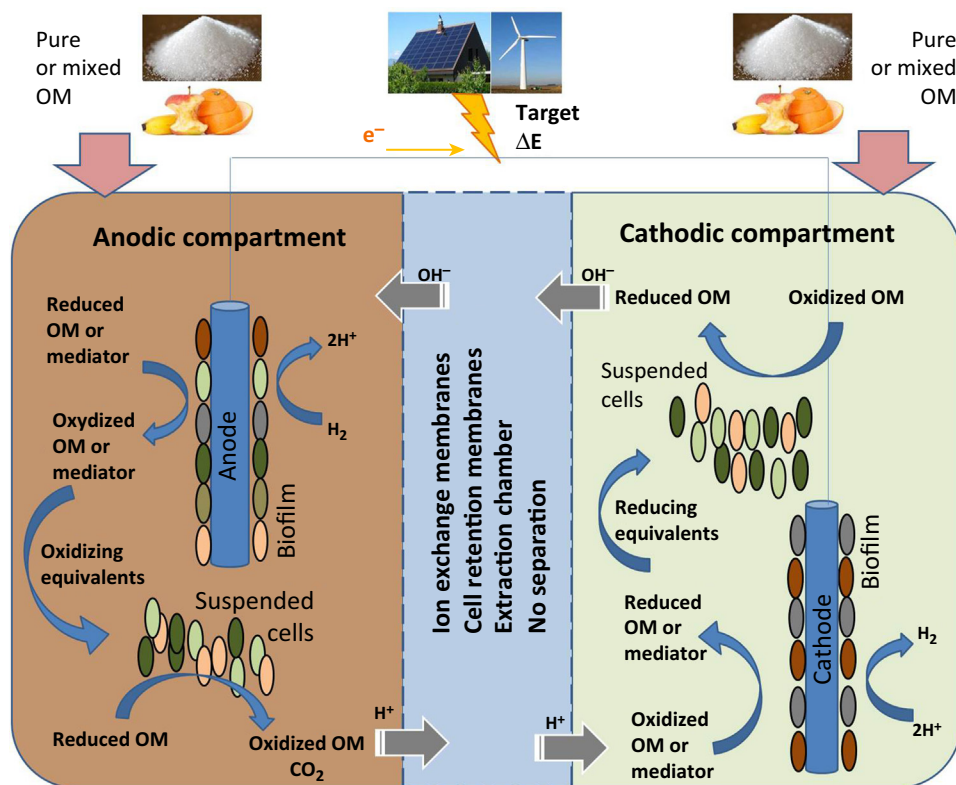 Pure
or mixed
OM
Target
ΔE
e⁻
Pure
or mixed
OM
Anodic compartment
Cathodic compartment
OH⁻
OH⁻
Reduced OM or
mediator
2H⁺
H₂
Oxydized
OM or
mediator
Anode
Biofilm
Oxidizing
equivalents
Suspended
cells
Reduced OM
Oxidized OM
CO₂
H⁺
H⁺
Ion exchange membranes
Cell retention membranes
Extraction chamber
No separation
Reduced OM
Oxidized OM
Suspended
cells
Reducing
equivalents
Biofilm
Cathode
Reduced
OM or
mediator
Oxidized
OM or
mediator
H₂
2H⁺